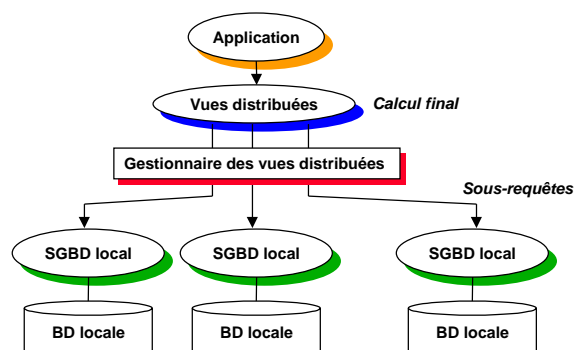 Application
Vues distribuées
Calcul final
Gestionnaire des vues distribuées
Sous-requêtes
SGBD local
SGBD local
SGBD local
BD locale
BD locale
BD locale